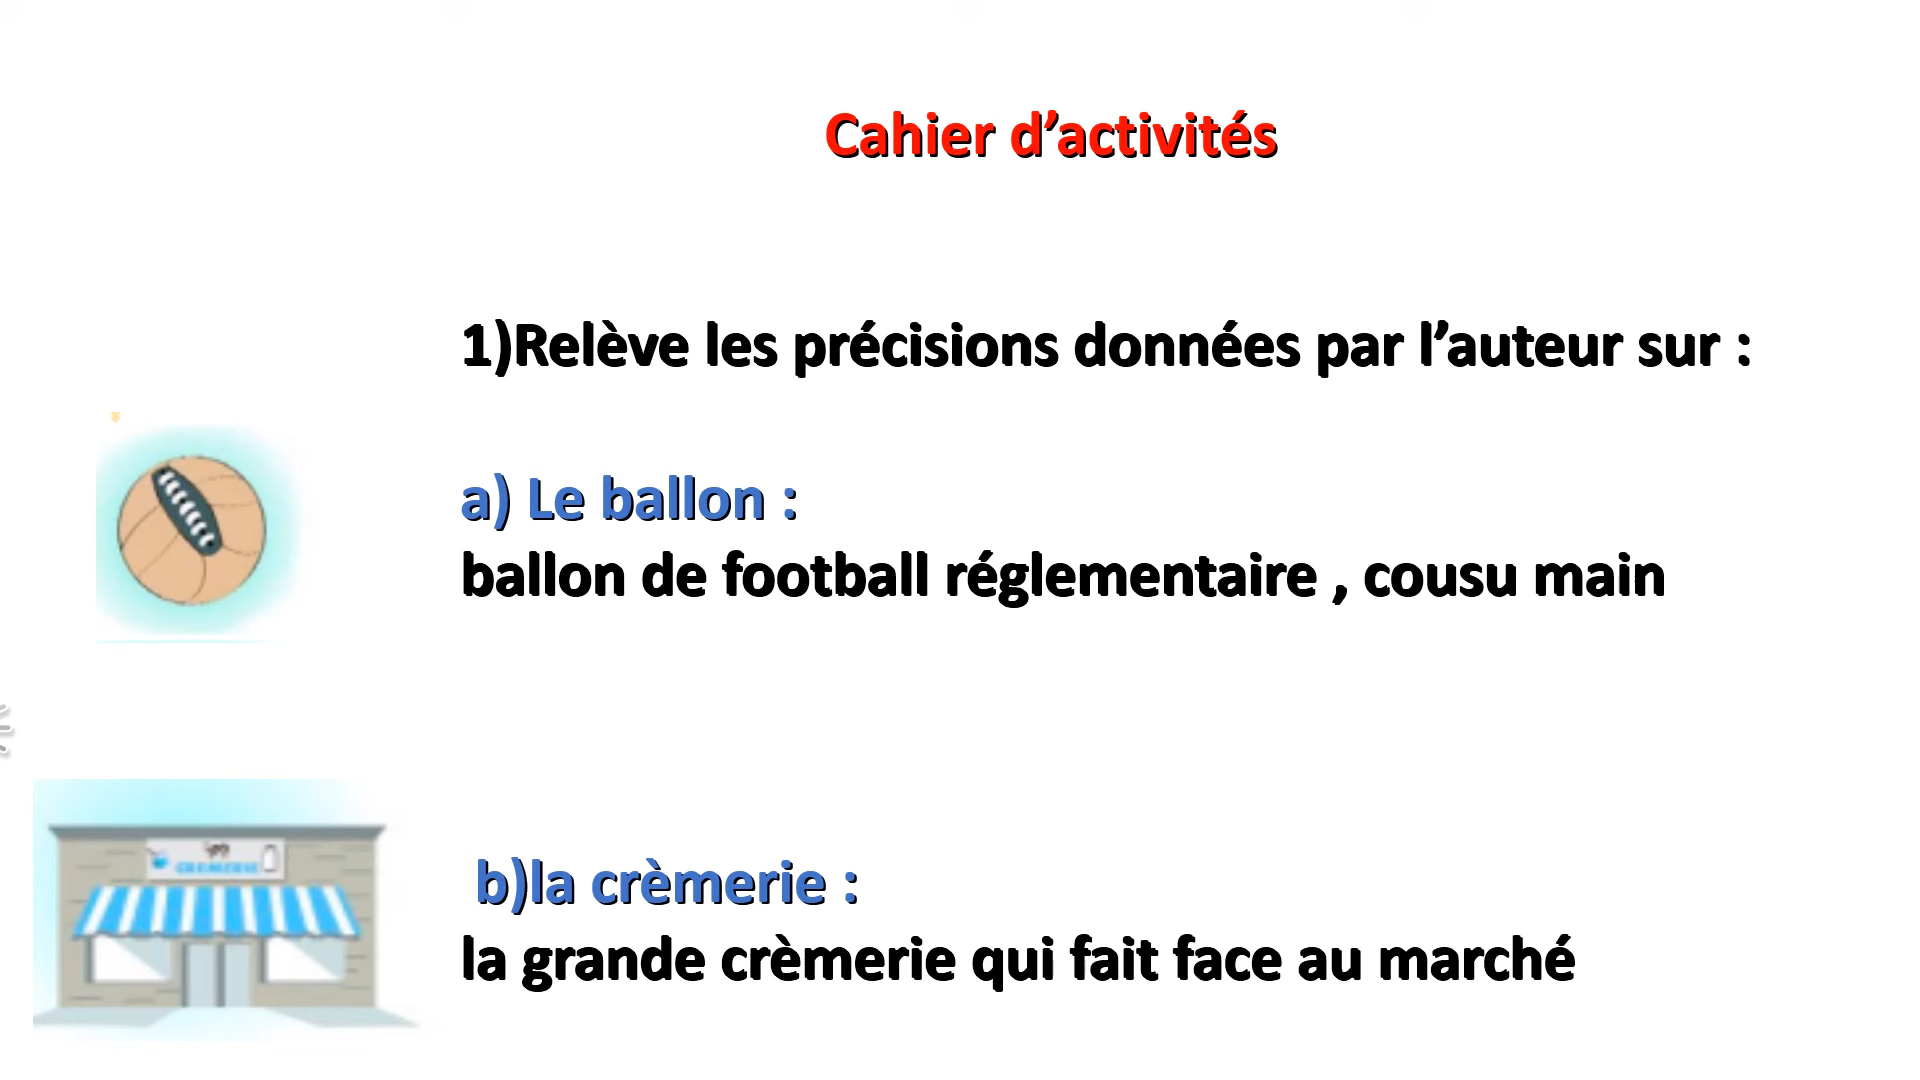 Cahier d’activités
1)Relève les précisions données par l’auteur sur :
a) Le ballon :
ballon de football réglementaire , cousu main
CREMERIE
b)la crèmerie :
la grande crèmerie qui fait face au marché